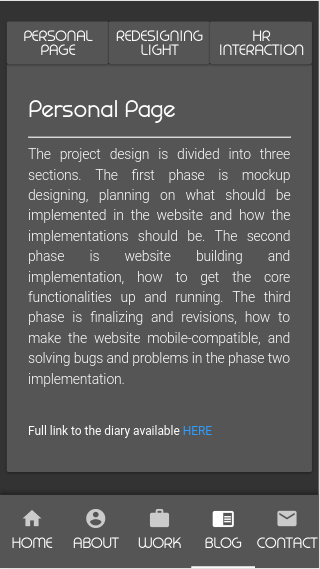 PERSONAL
PAGE
REDESIGNING
LIGHT
HR
INTERACTION
Personal Page
The project design is divided into three
sections. The first phase is mockup
designing, planning on what should be
implemented in the website and how the
implementations should be. The second
phase is website building and
implementation, how to get the core
functionalities up and running. The third
phase is finalizing and revisions, how to
make the website mobile-compatible, and
solving bugs and problems in the phase two
implementation.
Full link to the diary available HERE
HOME ABOUT WORK BLOG CONTACT